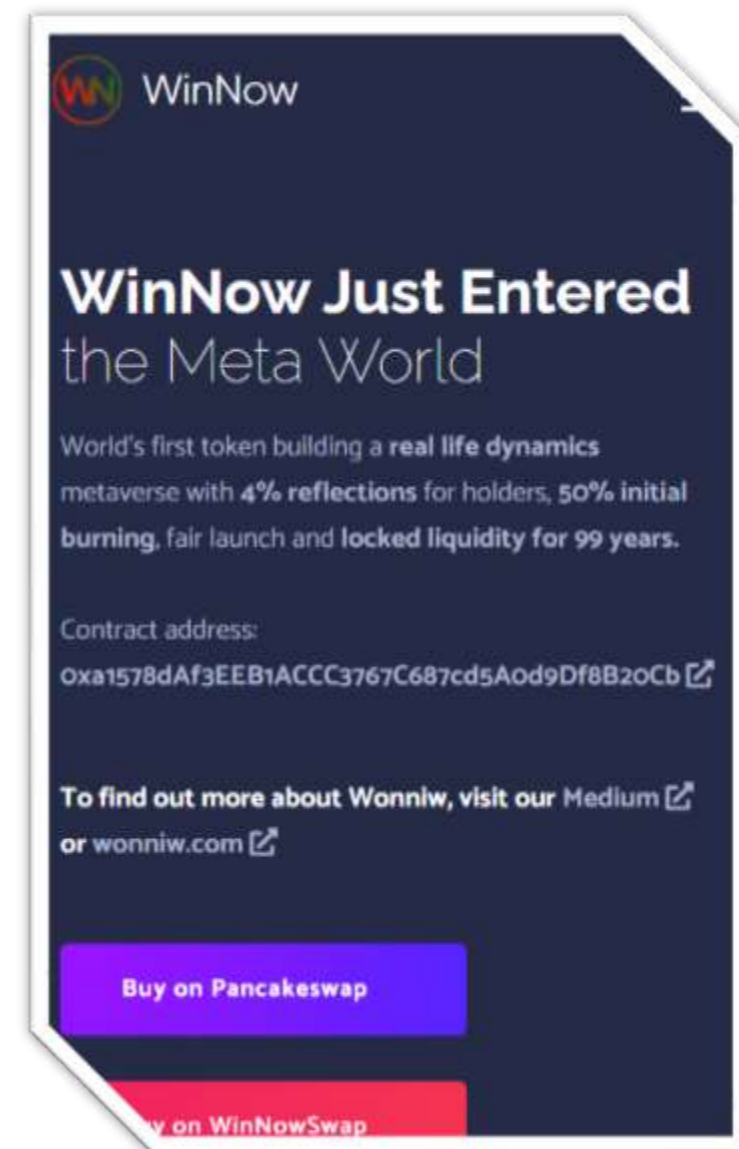 WN WinNow
WinNow Just Entered
the Meta World
World's first token building a real life dynamics
metaverse with 4% reflections for holders, 50% initial
burning, fair launch and locked liquidity for 99 years.
Contract address:
0xa1578dAf3EEB1ACCC3767C687cd5A0d9Df8B20Cb
To find out more about Wonniw, visit our Medium
or wonniw.com
Buy on Pancakeswap
on WinNowSwap